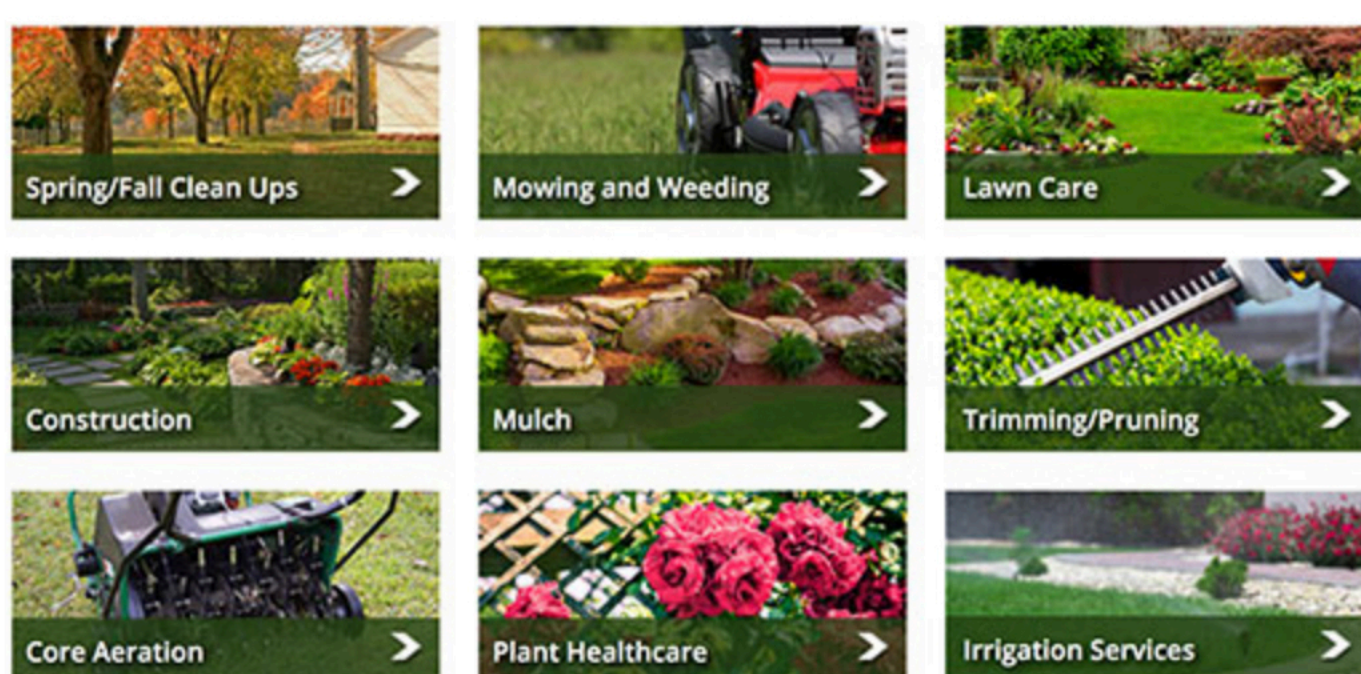 Spring/Fall Clean Ups
Mowing and Weeding
Lawn Care
Construction
Mulch
Trimming/Pruning
Core Aeration
Plant Healthcare
Irrigation Services